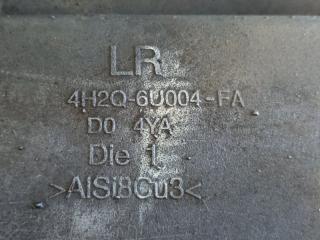 LR
4H2Q-6U004-FA
D0 4YA
Die 1
>AlSi8Cu3<